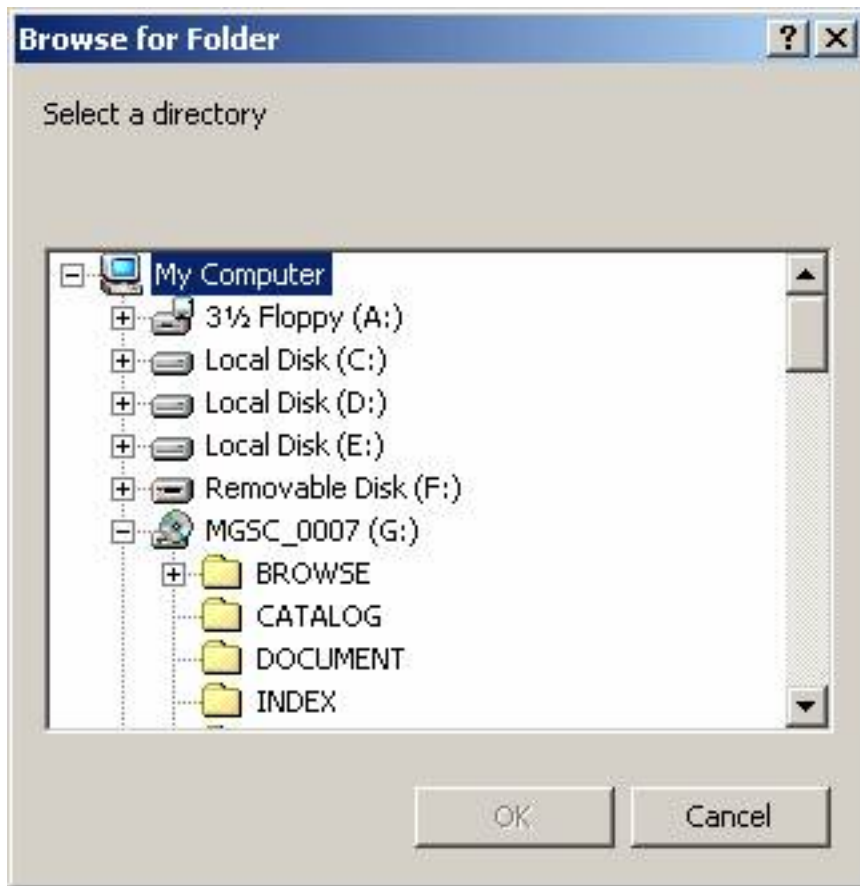 Browse for Folder
Select a directory
My Computer
3½ Floppy (A:)
Local Disk (C:)
Local Disk (D:)
Local Disk (E:)
Removable Disk (F:)
MGSC_0007 (G:)
BROWSE
CATALOG
DOCUMENT
INDEX
OK Cancel